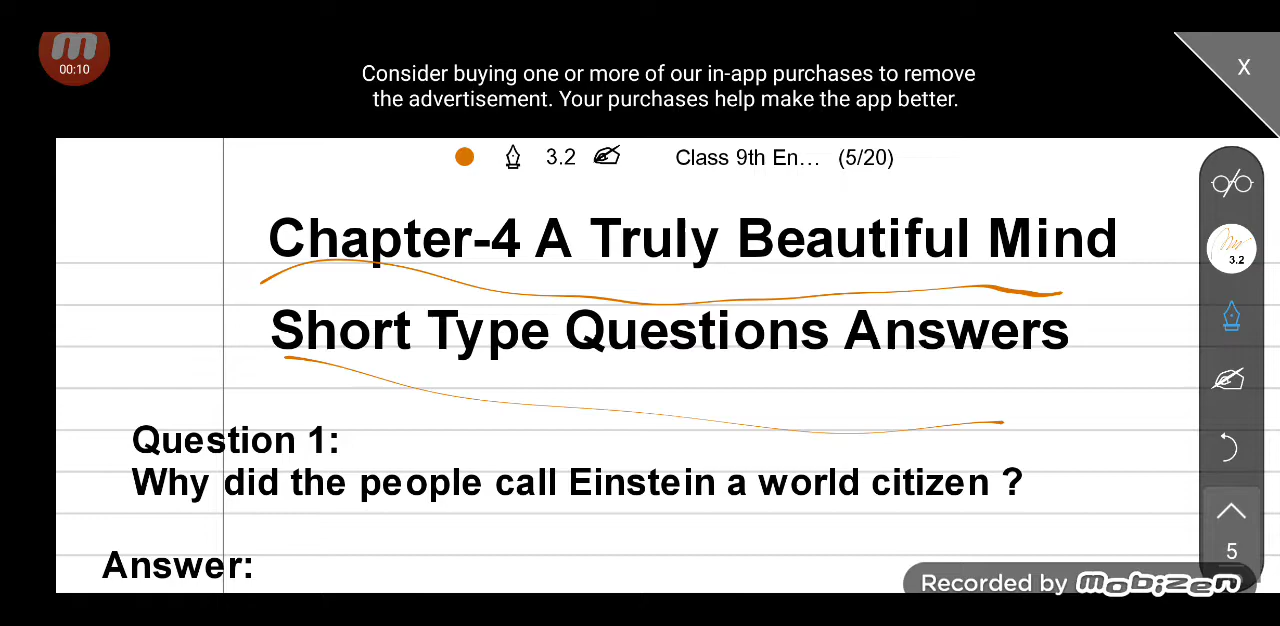 m
00:10
Consider buying one or more of our in-app purchases to remove
the advertisement. Your purchases help make the app better.
X
3.2 Class 9th En... (5/20)
Chapter-4 A Truly Beautiful Mind
3.2
Short Type Questions Answers
Question 1:
Why did the people call Einstein a world citizen ?
5
Answer:
Recorded by mobizen